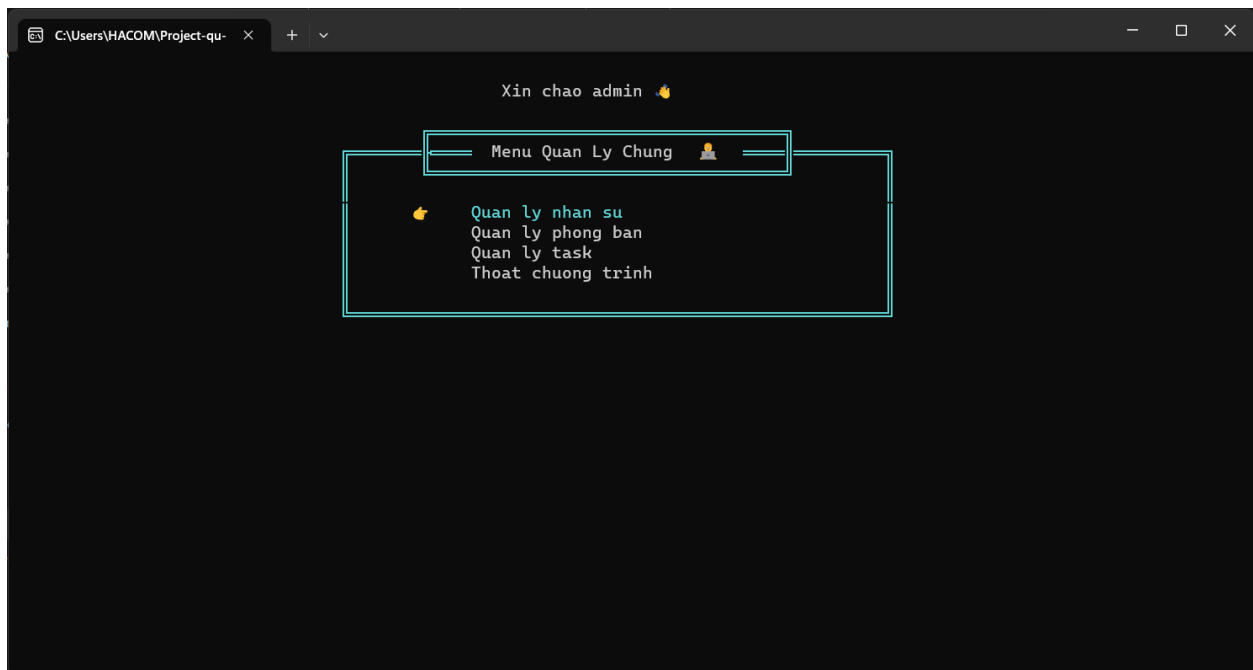 C:\Users\HACOM\Project-qu-
Xin chao admin 👋
Menu Quan Ly Chung 🧑‍💻
👉 Quan ly nhan su
Quan ly phong ban
Quan ly task
Thoat chuong trinh